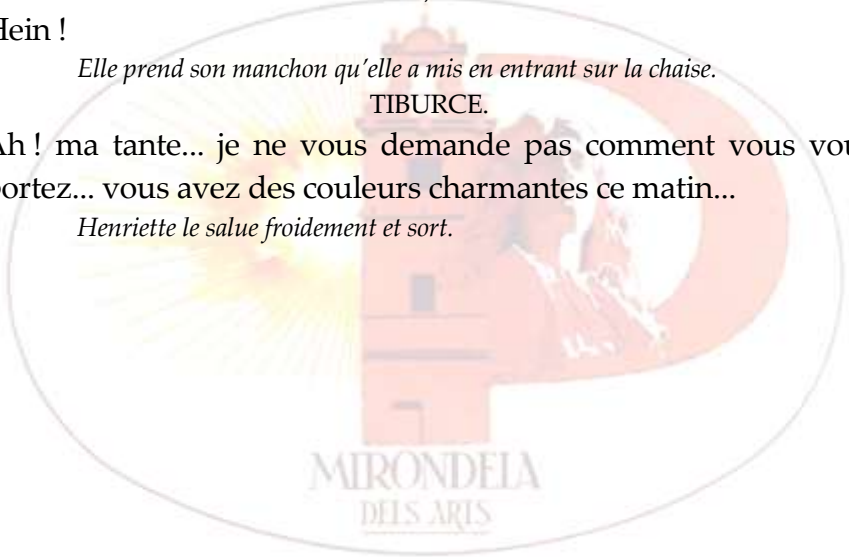 Hein !
Elle prend son manchon qu'elle a mis en entrant sur la chaise.
TIBURCE.
Ah ! ma tante... je ne vous demande pas comment vous vou
portez... vous avez des couleurs charmantes ce matin...
Henriette le salue froidement et sort.
MIRONDELA
DELS ARTS